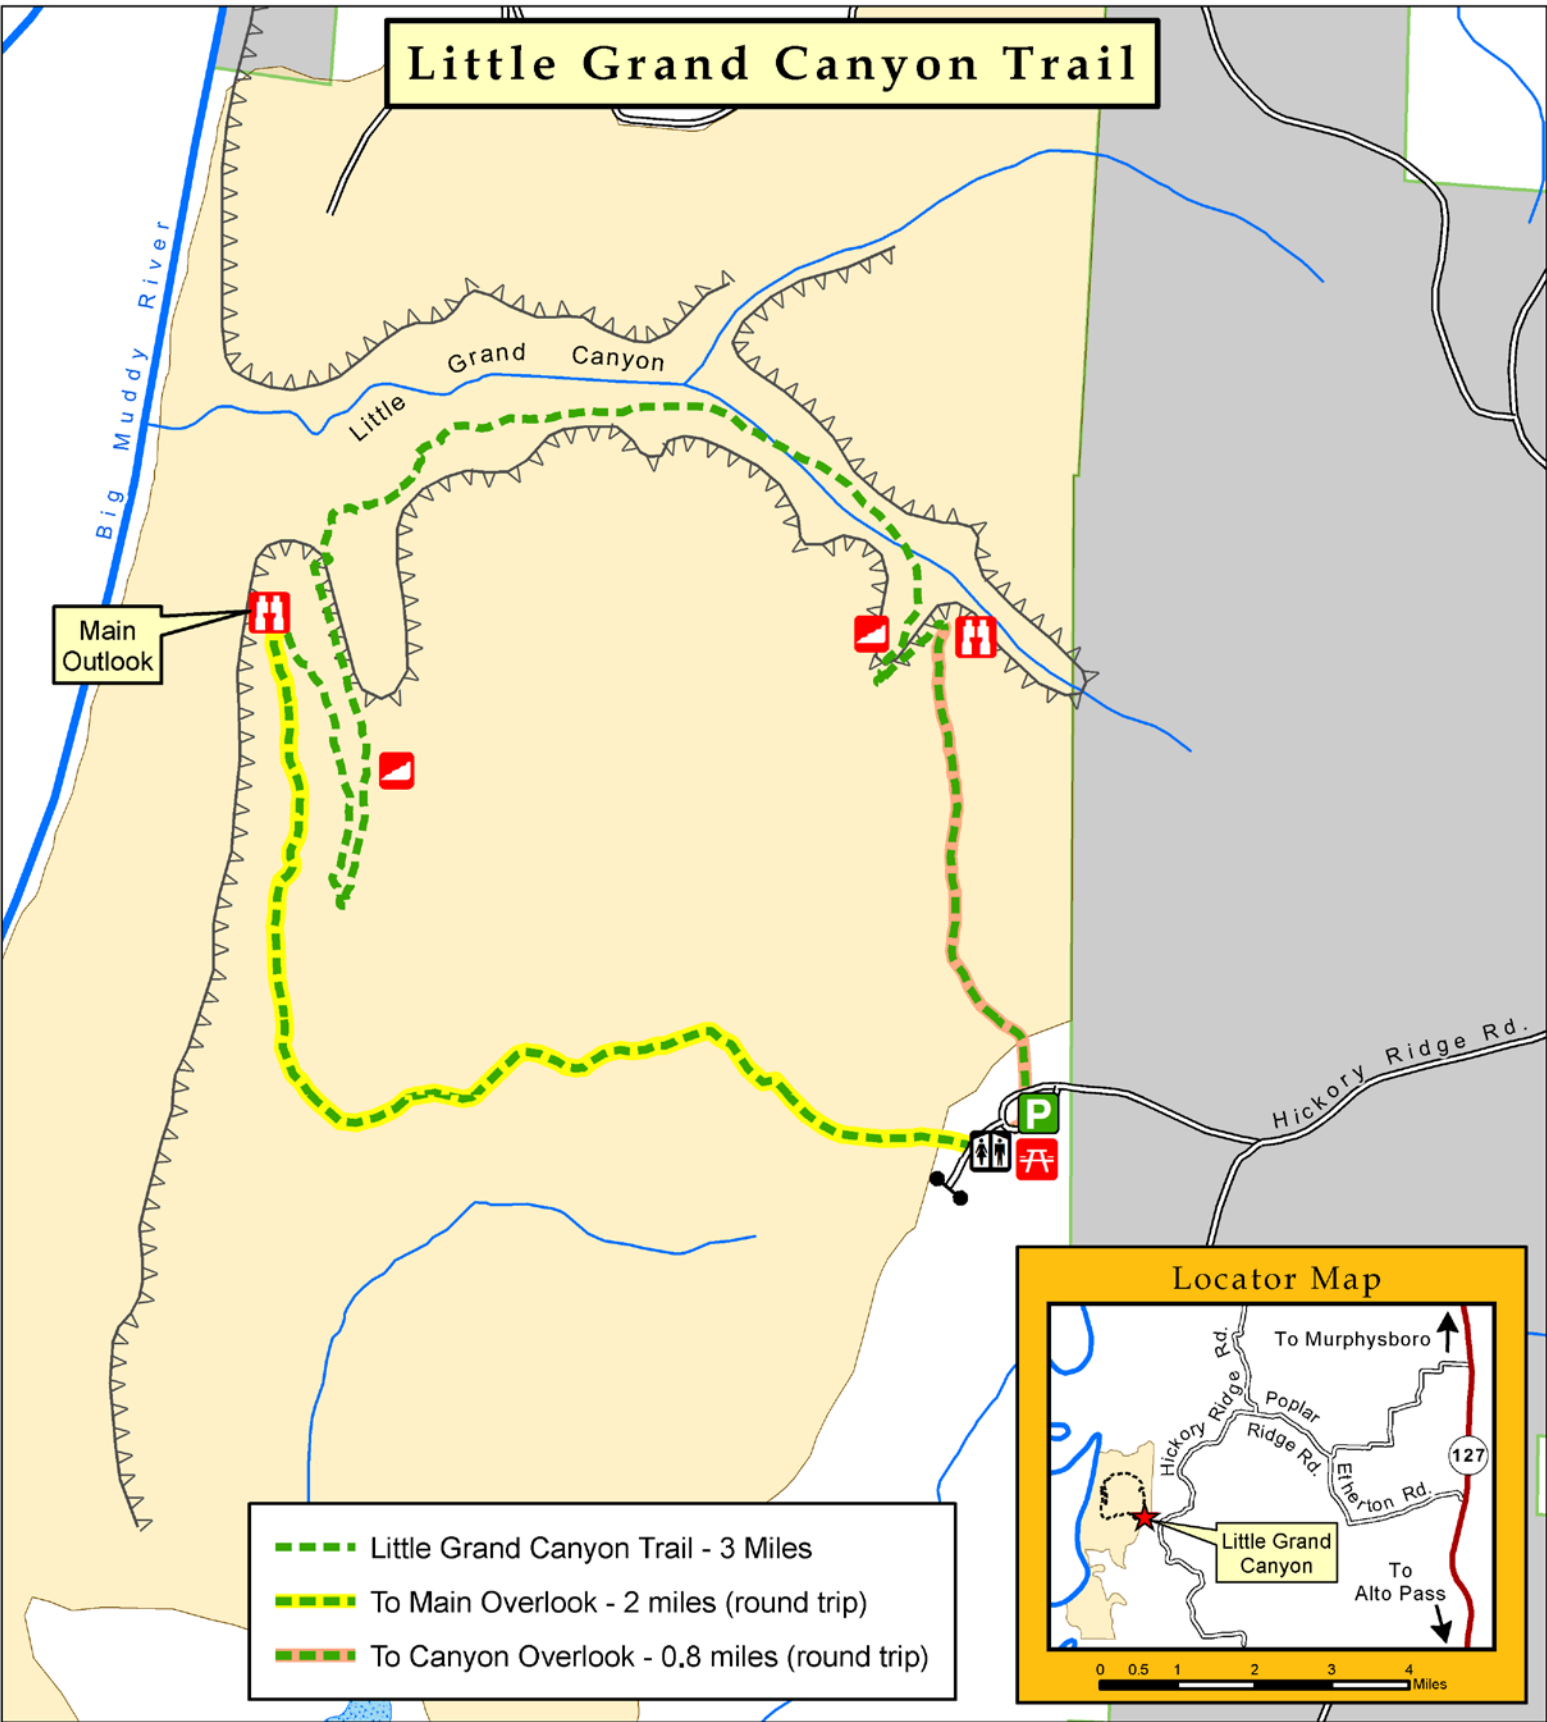 Little Grand Canyon Trail
Big Muddy River
Little Grand Canyon
Main
Outlook
P
Hickory Ridge Rd.
Little Grand Canyon Trail - 3 Miles
To Main Overlook - 2 miles (round trip)
To Canyon Overlook - 0.8 miles (round trip)
Locator Map
To Murphysboro
Hickory Ridge Rd.
Poplar
Ridge Rd.
127
Etherton Rd.
Little Grand
Canyon
To
Alto Pass
0 0.5 1 2 3 4
Miles